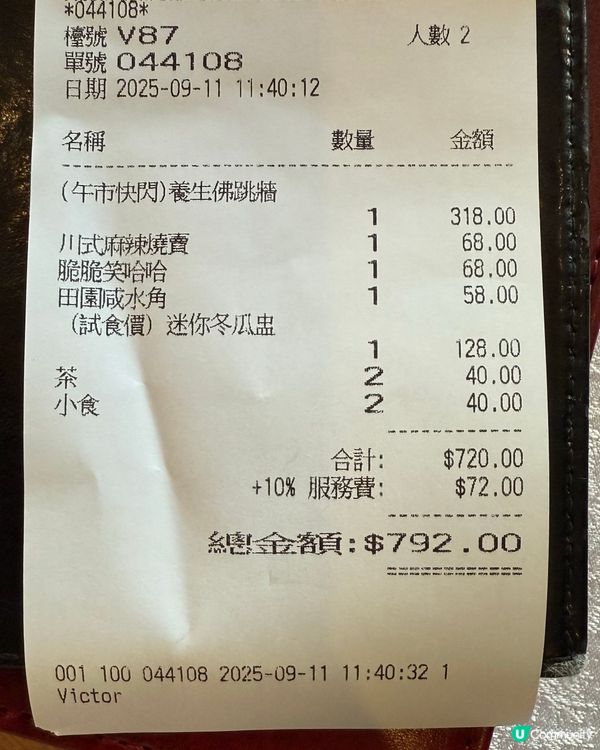 *044108*
檯號 V87 人數 2
單號 044108
日期 2025-09-11 11:40:12
名稱 數量 金額
(午市快閃)養生佛跳牆
1 318.00
川式麻辣燒賣 1 68.00
脆脆笑哈哈 1 68.00
田園咸水角 1 58.00
(試食價) 迷你冬瓜盅
1 128.00
茶 2 40.00
小食 2 40.00
合計: $720.00
+10% 服務費: $72.00
總金額:$792.00
001 100 044108 2025-09-11 11:40:32 1
Victor
U Community